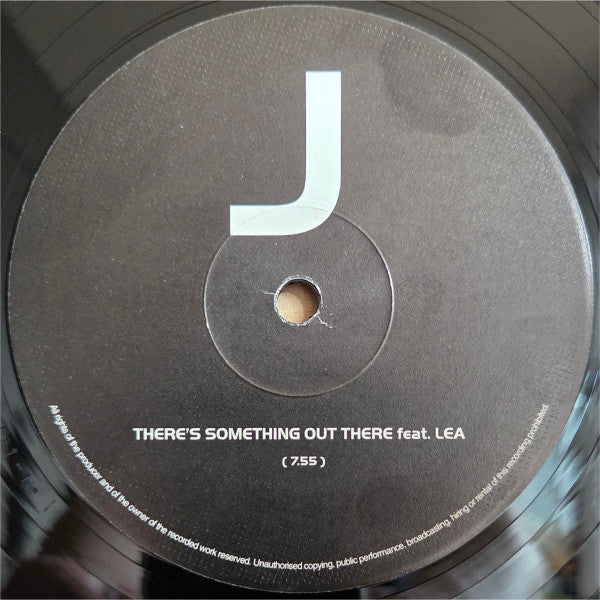 J
THERE'S SOMETHING OUT THERE feat. LEA
( 7.55 )
All rights of the producer and of the owner of the recorded work reserved. Unauthorised copying, public performance, broadcasting, hiring or rental of this recording prohibited.